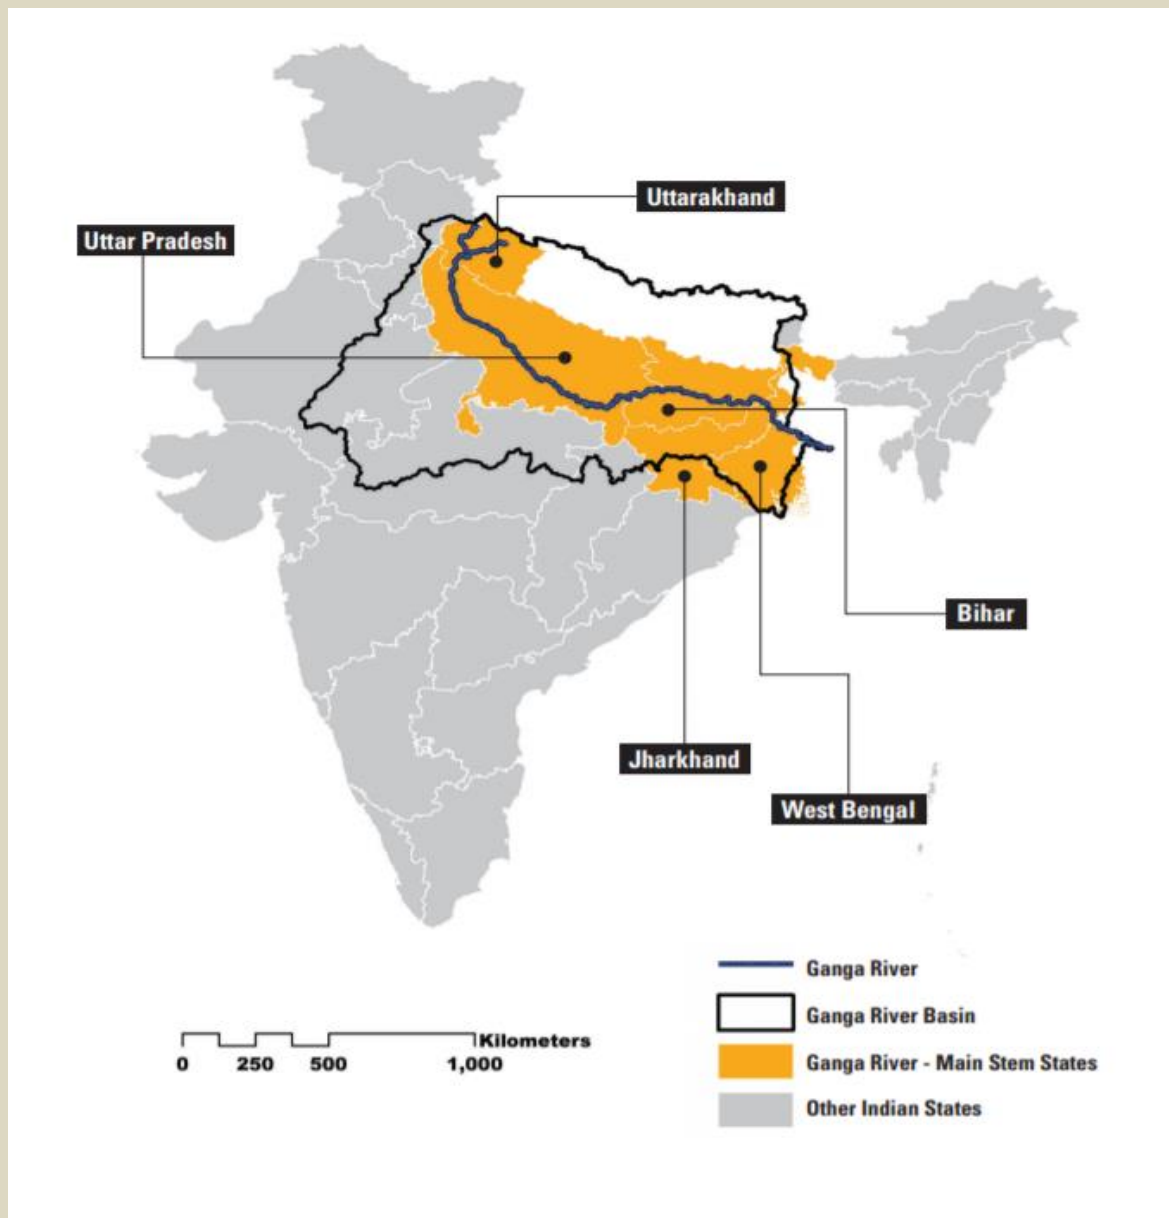 Uttarakhand
Uttar Pradesh
Bihar
Jharkhand
West Bengal
Ganga River
Ganga River Basin
Kilometers
0 250 500 1,000
Ganga River - Main Stem States
Other Indian States